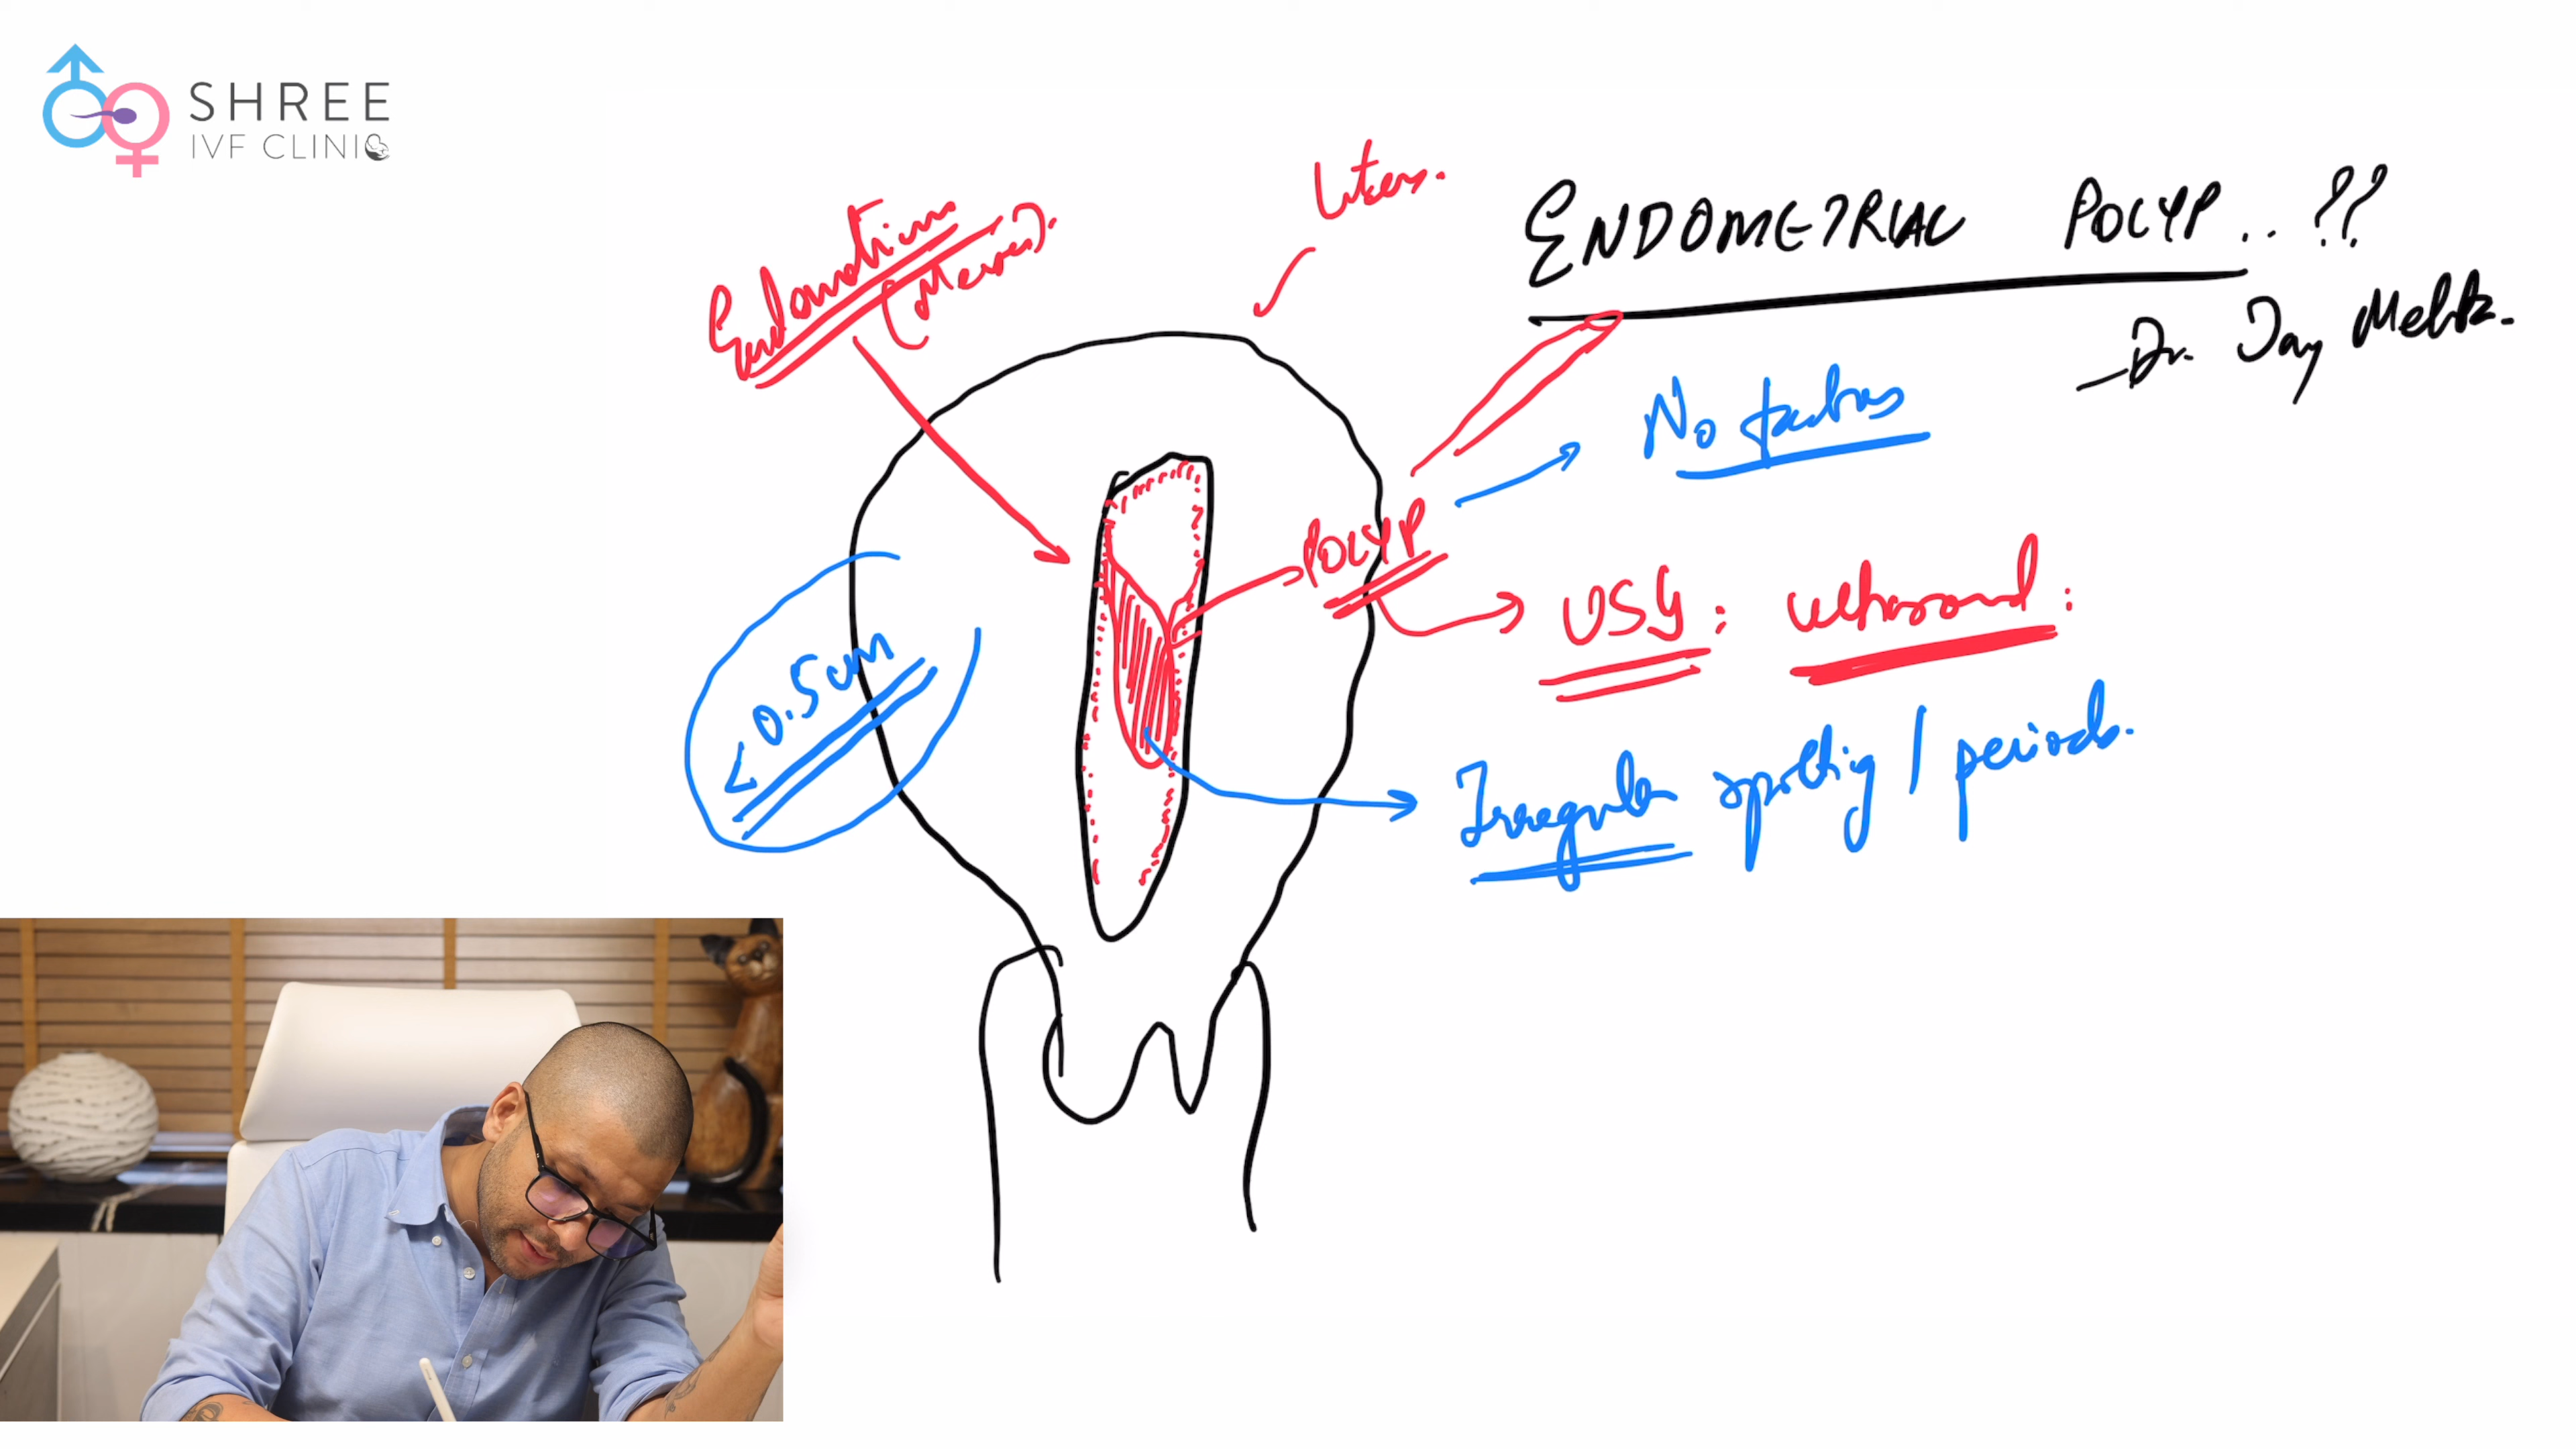 SHREE
IVF CLINIC
ENDOMETRIAL POLYP..??
-Dr. Jay Mehta.
Uterus.
Endometrium
No factors
POLYP
USG: ultrasound:
<0.5cm
Irregular spotting / periods.